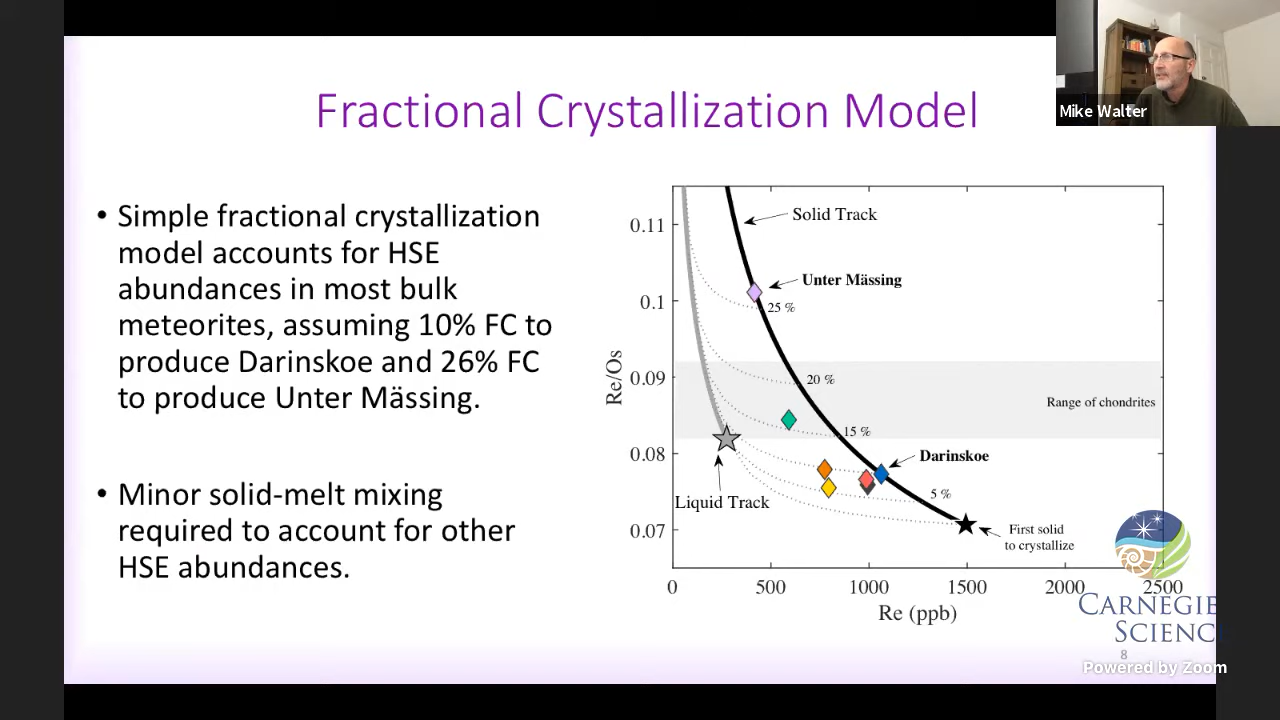 Fractional Crystallization Model
Mike Walter
• Simple fractional crystallization
model accounts for HSE
abundances in most bulk
meteorites, assuming 10% FC to
produce Darinskoe and 26% FC
to produce Unter Mässing.
• Minor solid-melt mixing
required to account for other
HSE abundances.
Re/Os
0.11
0.1
0.09
0.08
0.07
Solid Track
Unter Mässing
25 %
20 %
Range of chondrites
15 %
Darinskoe
5 %
Liquid Track
First solid
to crystallize
0 500 1000 1500 2000 2500
Re (ppb)
CARNEGIE
SCIENC
8
Powered by Zoom